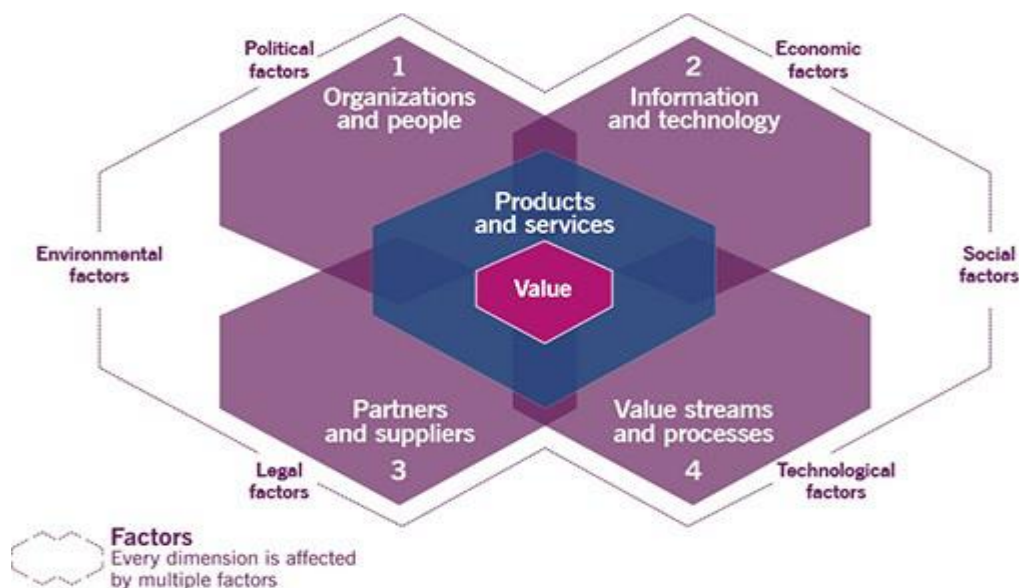 Political
factors
Economic
factors
1
Organizations
and people
2
Information
and technology
Products
and services
Environmental
factors
Value
Social
factors
Partners
and suppliers
3
Value streams
and processes
4
Legal
factors
Technological
factors
Factors
Every dimension is affected
by multiple factors